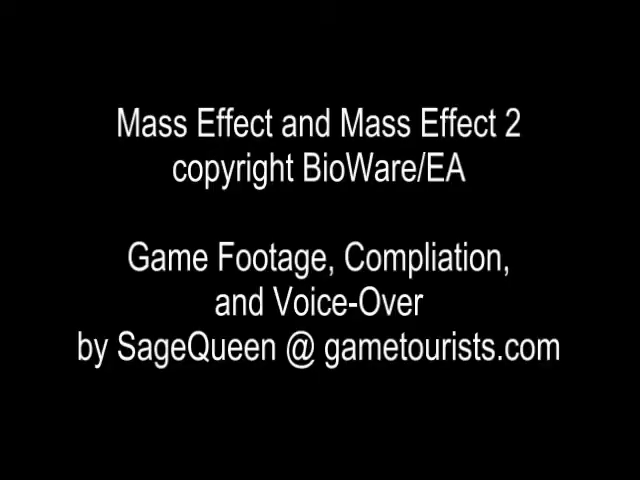 Mass Effect and Mass Effect 2
copyright BioWare/EA
Game Footage, Compliation,
and Voice-Over
by SageQueen @ gametourists.com